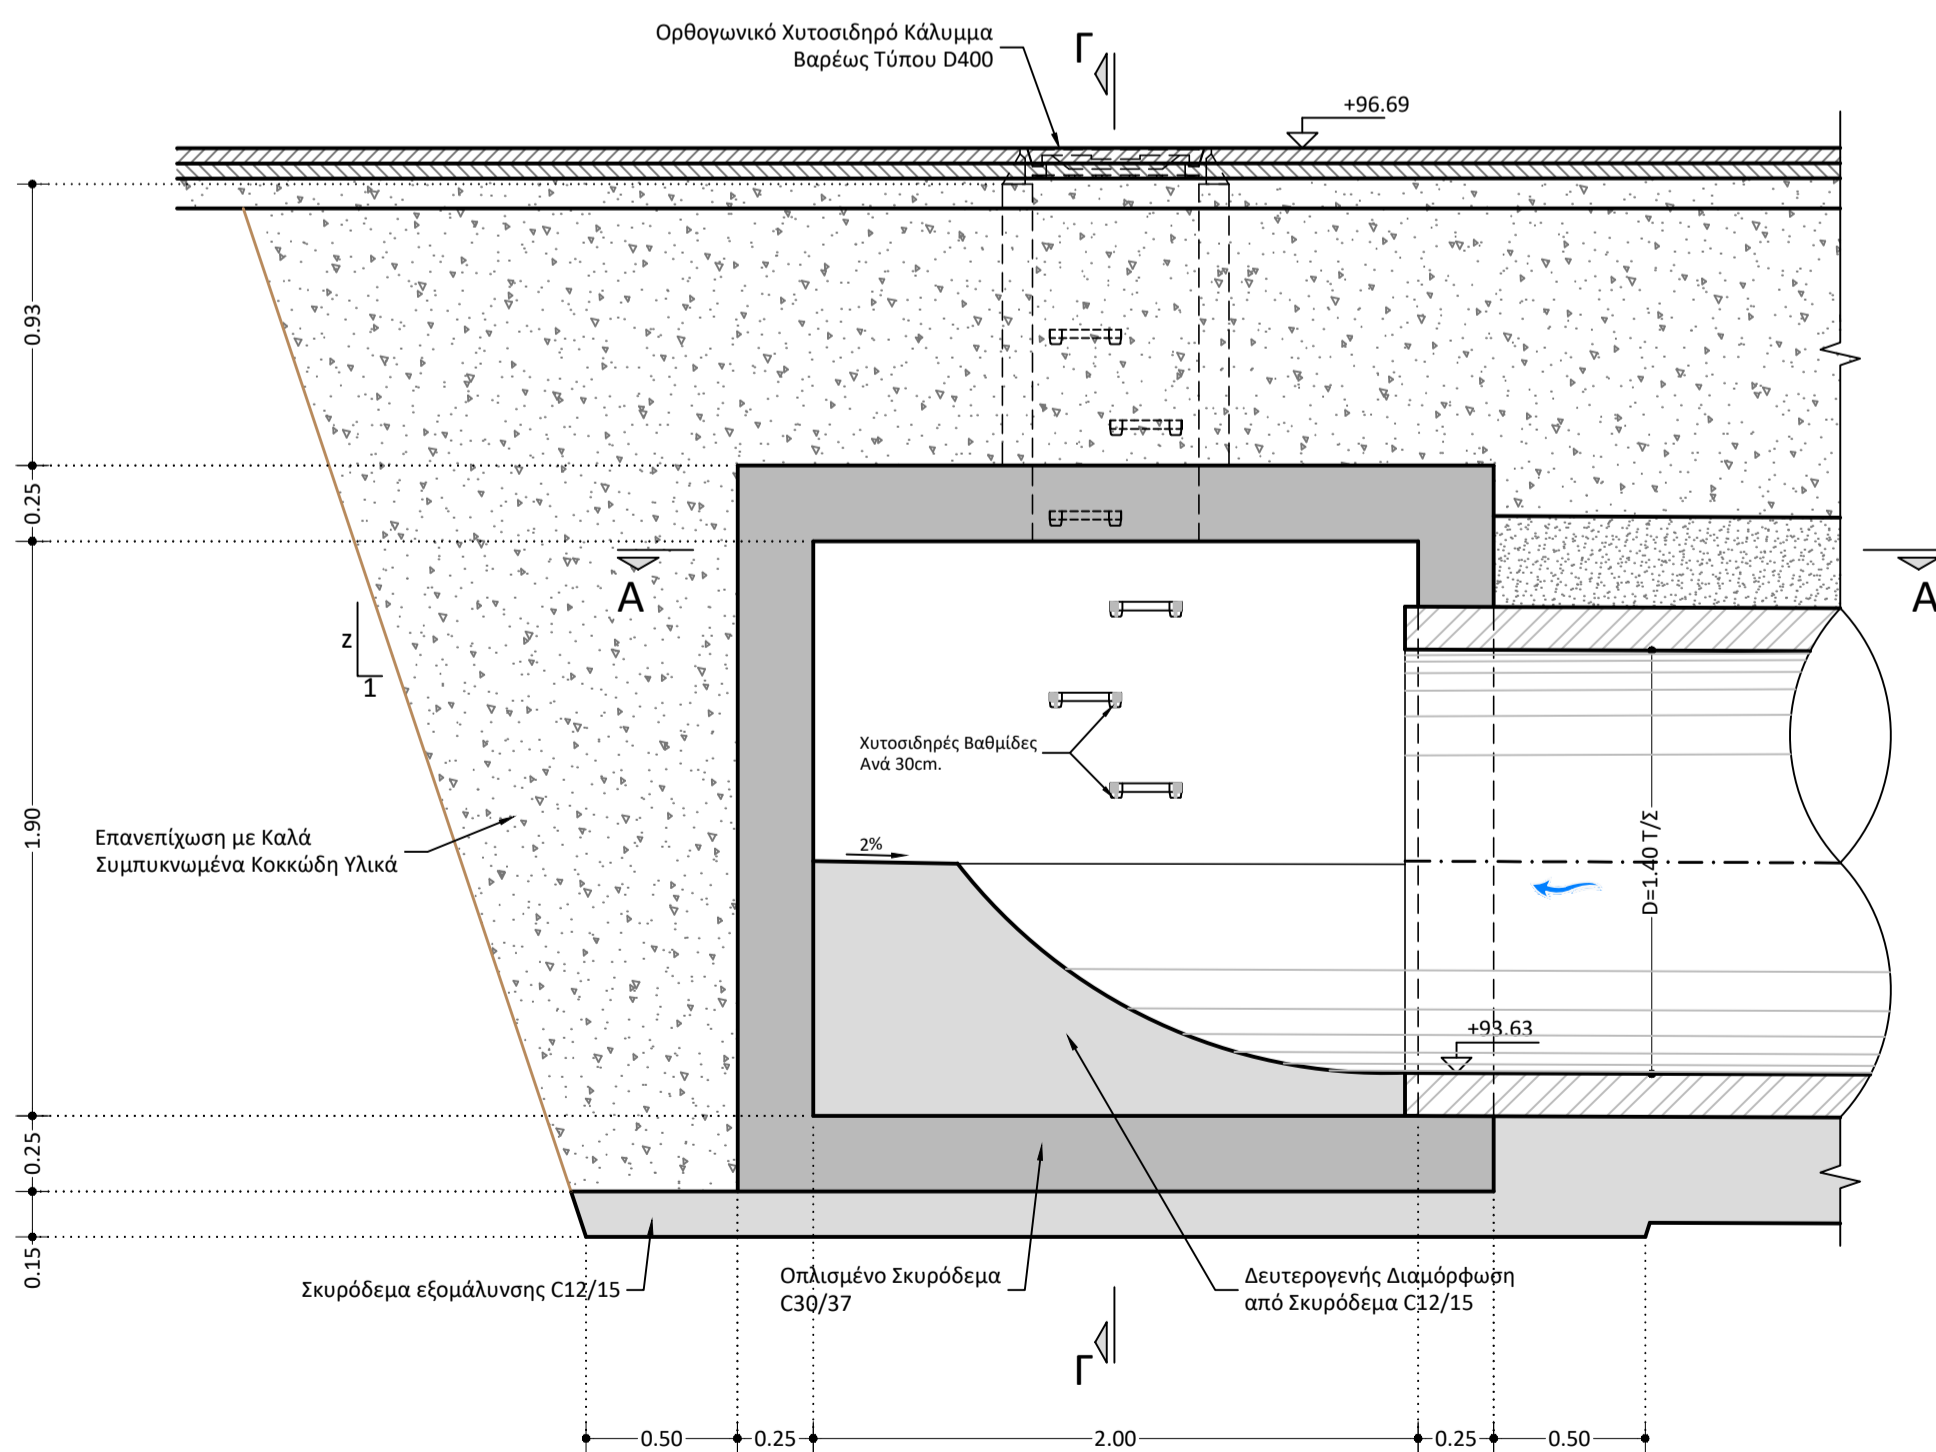 Ορθογωνικό Χυτοσιδηρό Κάλυμμα
Βαρέως Τύπου D400
Γ
+96.69
0.93
0.25
1.90
0.25
0.15
A
A
z
1
Χυτοσιδηρές Βαθμίδες
Ανά 30cm.
2%
D=1.40 Τ/Σ
+93.63
Επανεπίχωση με Καλά
Συμπυκνωμένα Κοκκώδη Υλικά
Σκυρόδεμα εξομάλυνσης C12/15
Οπλισμένο Σκυρόδεμα
C30/37
Δευτερογενής Διαμόρφωση
από Σκυρόδεμα C12/15
Γ
0.50
0.25
2.00
0.25
0.50